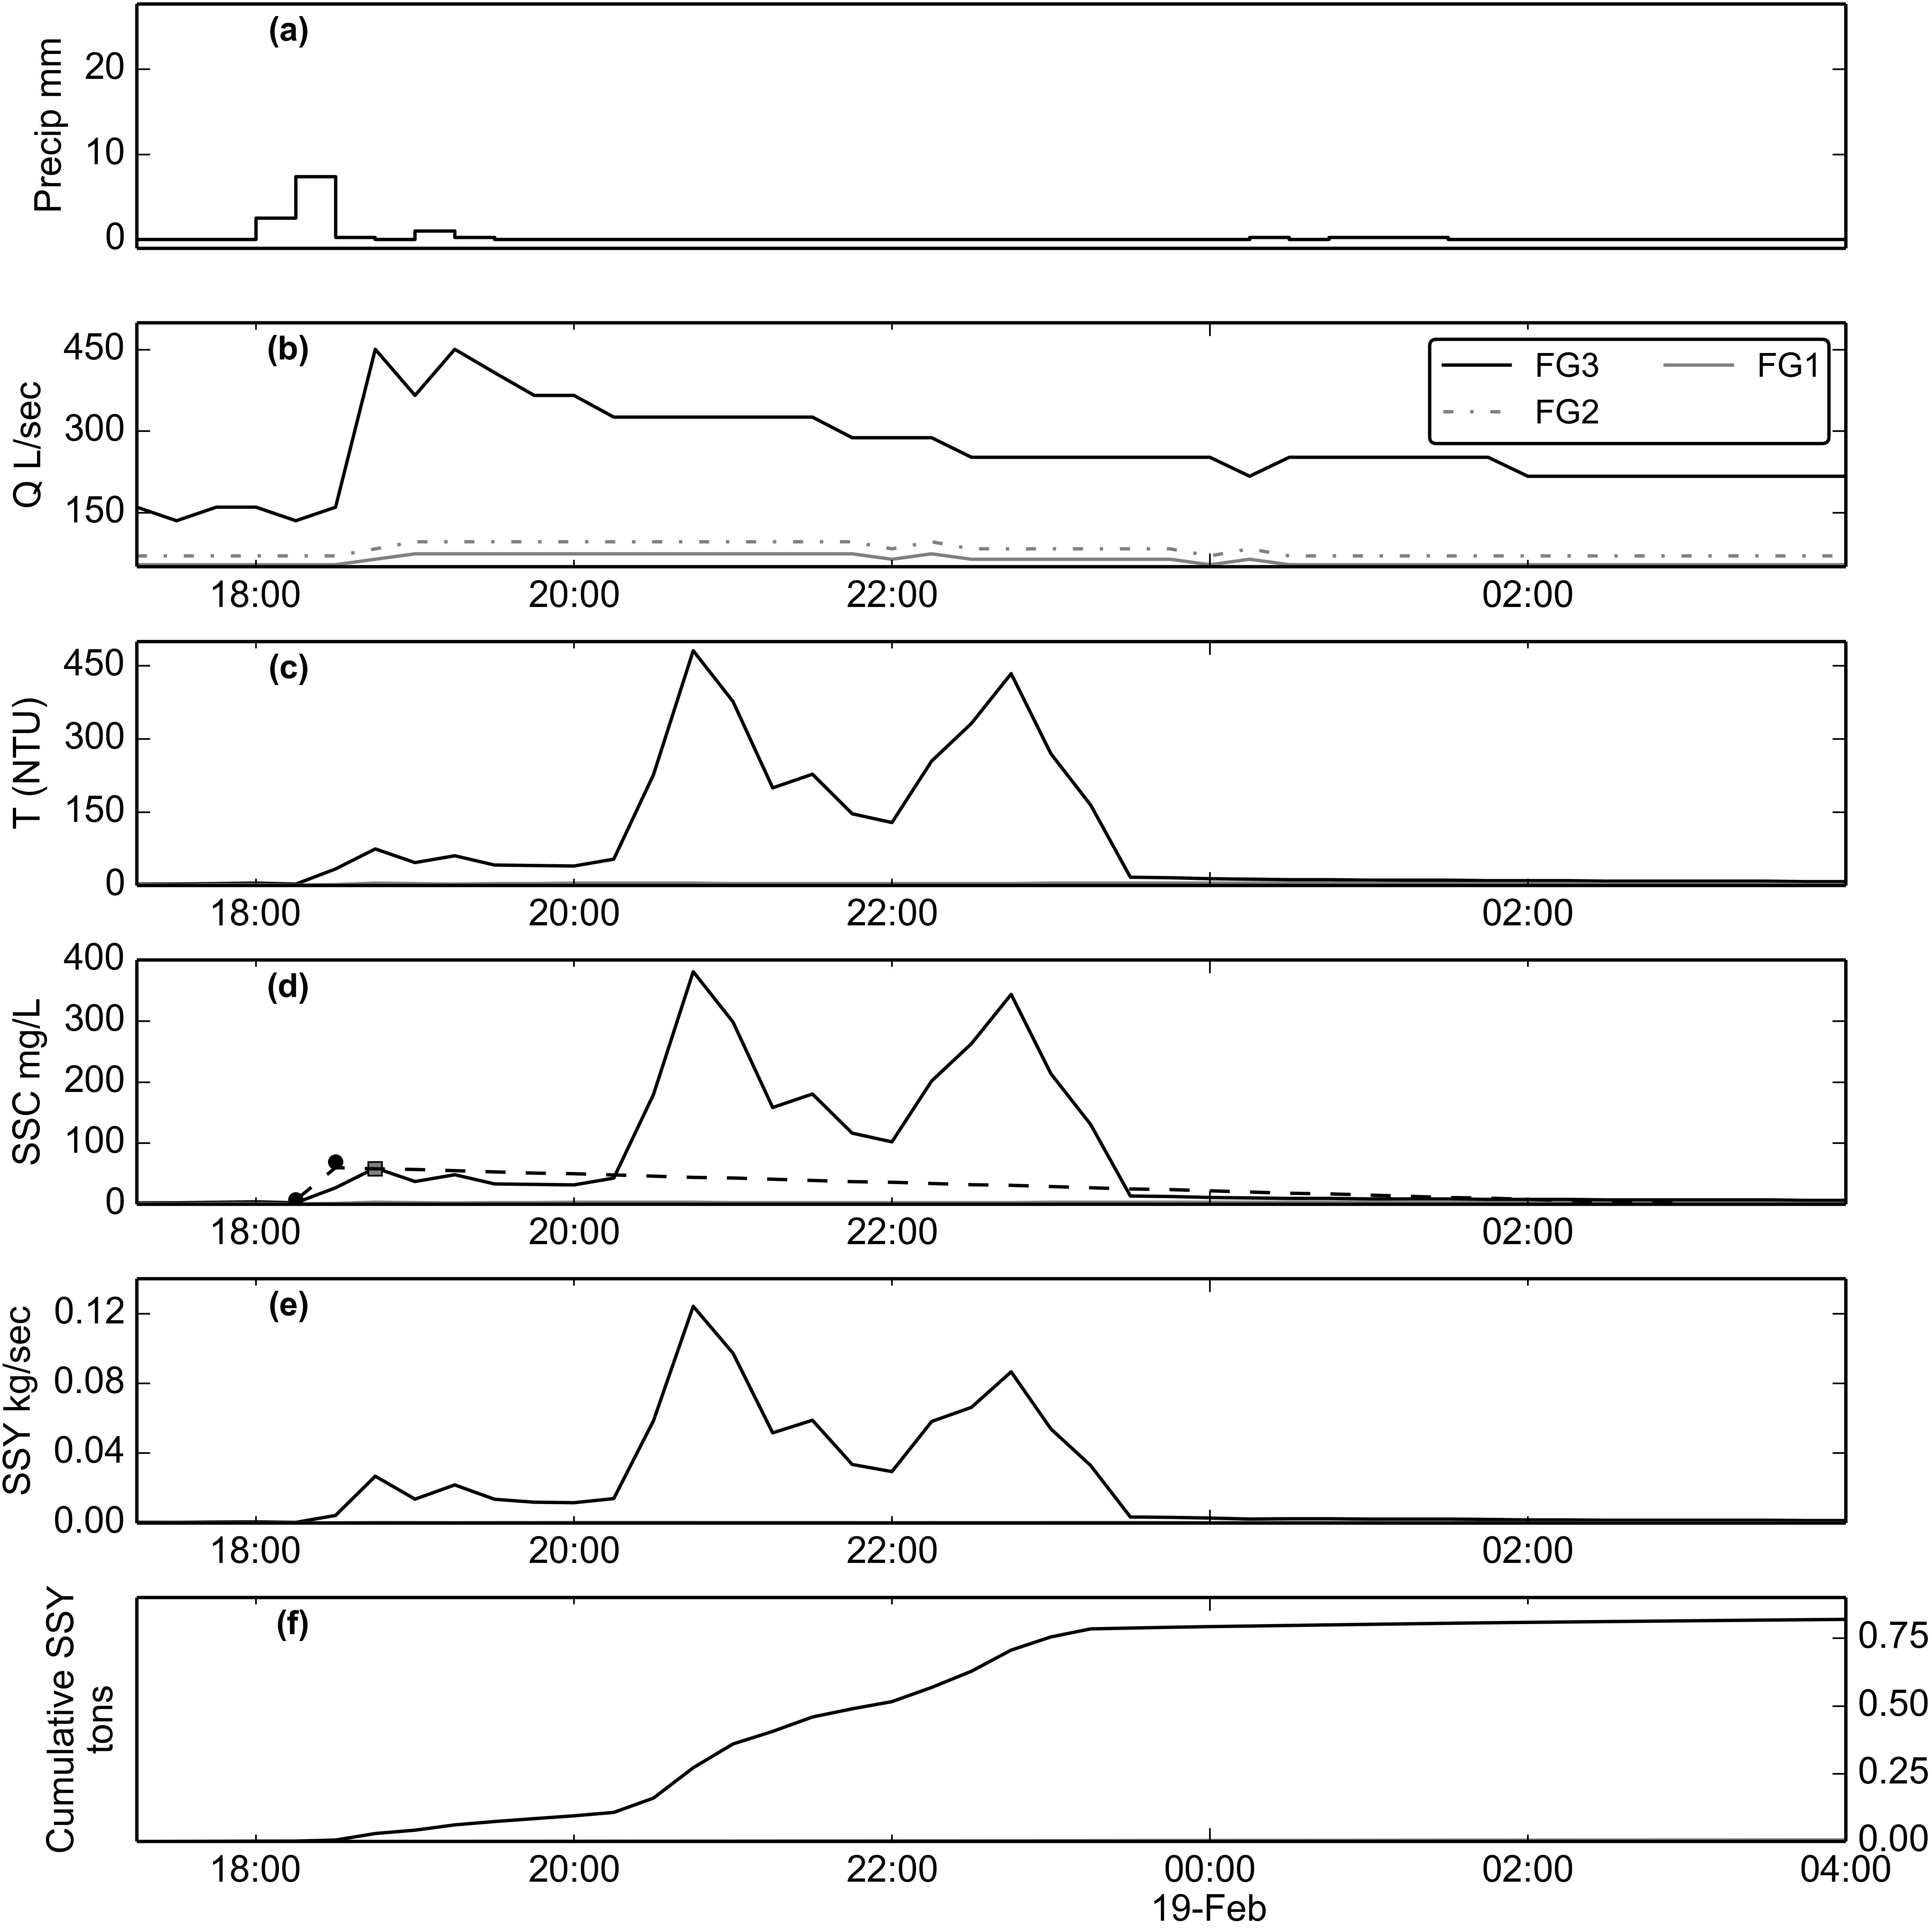 (a)
Precip mm
20
10
0
(b)
Q L/sec
450
300
150
FG3 FG1
FG2
18:00 20:00 22:00 02:00
(c)
T (NTU)
450
300
150
0
18:00 20:00 22:00 02:00
(d)
SSC mg/L
400
300
200
100
0
18:00 20:00 22:00 02:00
(e)
SSY kg/sec
0.12
0.08
0.04
0.00
18:00 20:00 22:00 02:00
(f)
Cumulative SSY
tons
0.75
0.50
0.25
0.00
18:00 20:00 22:00 00:00 02:00 04:00
19-Feb